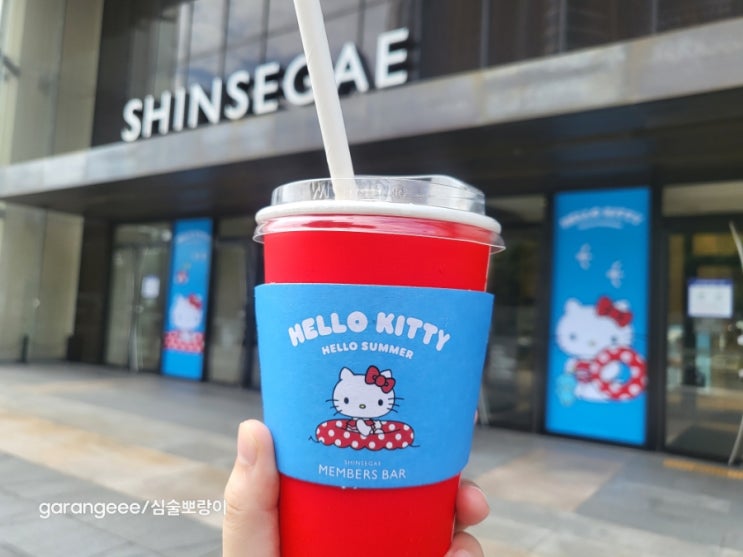 SHINSEGAE
HELLO KITTY
HELLO KITTY
HELLO SUMMER
SHINSEGAE
MEMBERS BAR
garangeee/심술뽀랑이